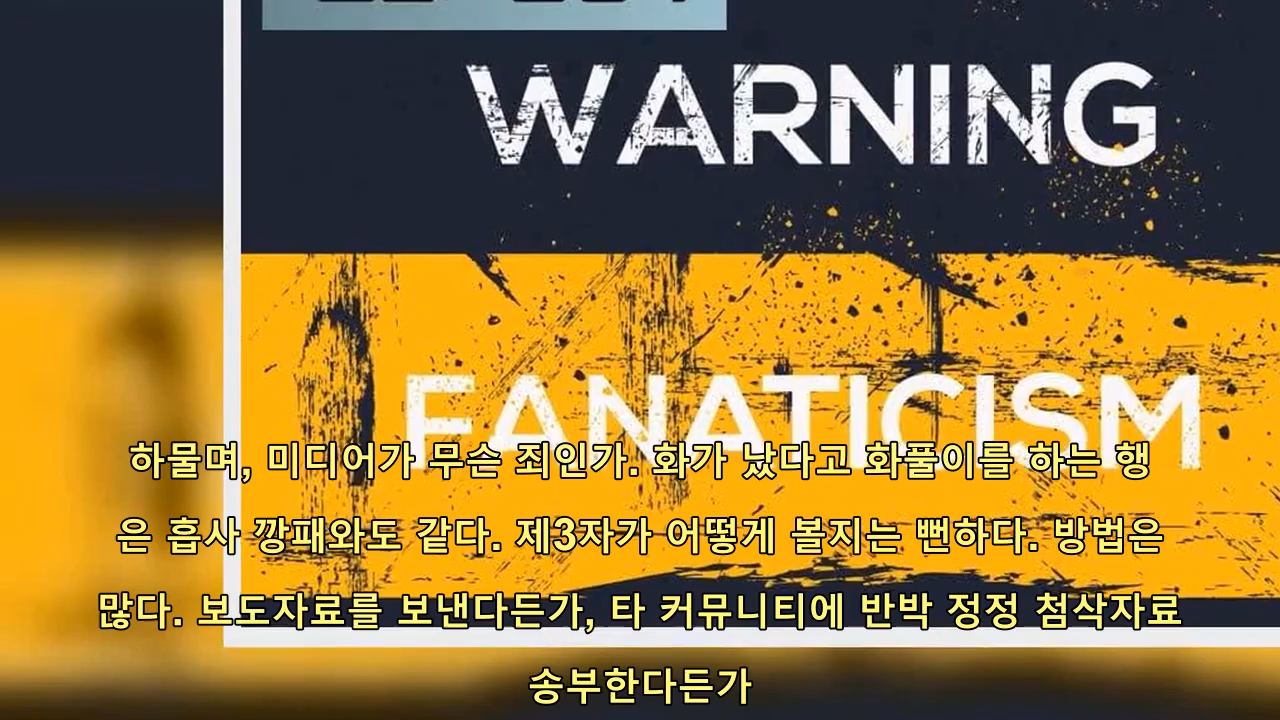 WARNING
FANATICISM
하물며, 미디어가 무슨 죄인가. 화가 났다고 화풀이를 하는 행
은 흡사 깡패와도 같다. 제3자가 어떻게 볼지는 뻔하다. 방법은
많다. 보도자료를 보낸다든가, 타 커뮤니티에 반박 정정 첨삭자료
송부한다든가